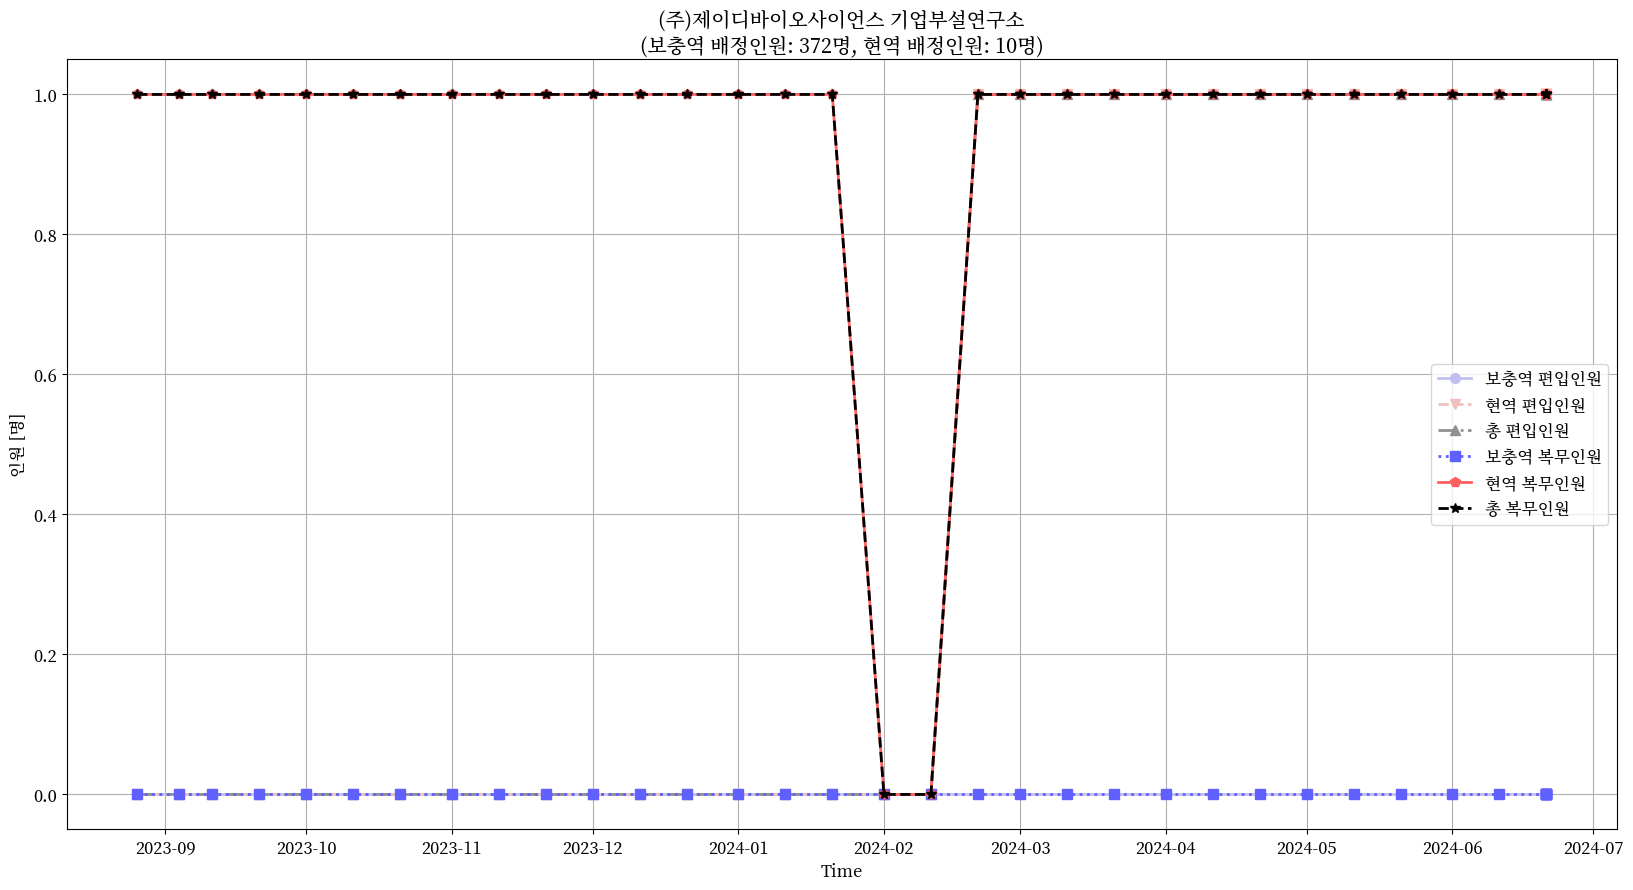 (주)제이디바이오사이언스 기업부설연구소
(보충역 배정인원: 372명, 현역 배정인원: 10명)
1.0
0.8
0.6
0.4
0.2
0.0
인원 [명]
보충역 편입인원
현역 편입인원
총 편입인원
보충역 복무인원
현역 복무인원
총 복무인원
2023-09 2023-10 2023-11 2023-12 2024-01 2024-02 2024-03 2024-04 2024-05 2024-06 2024-07
Time